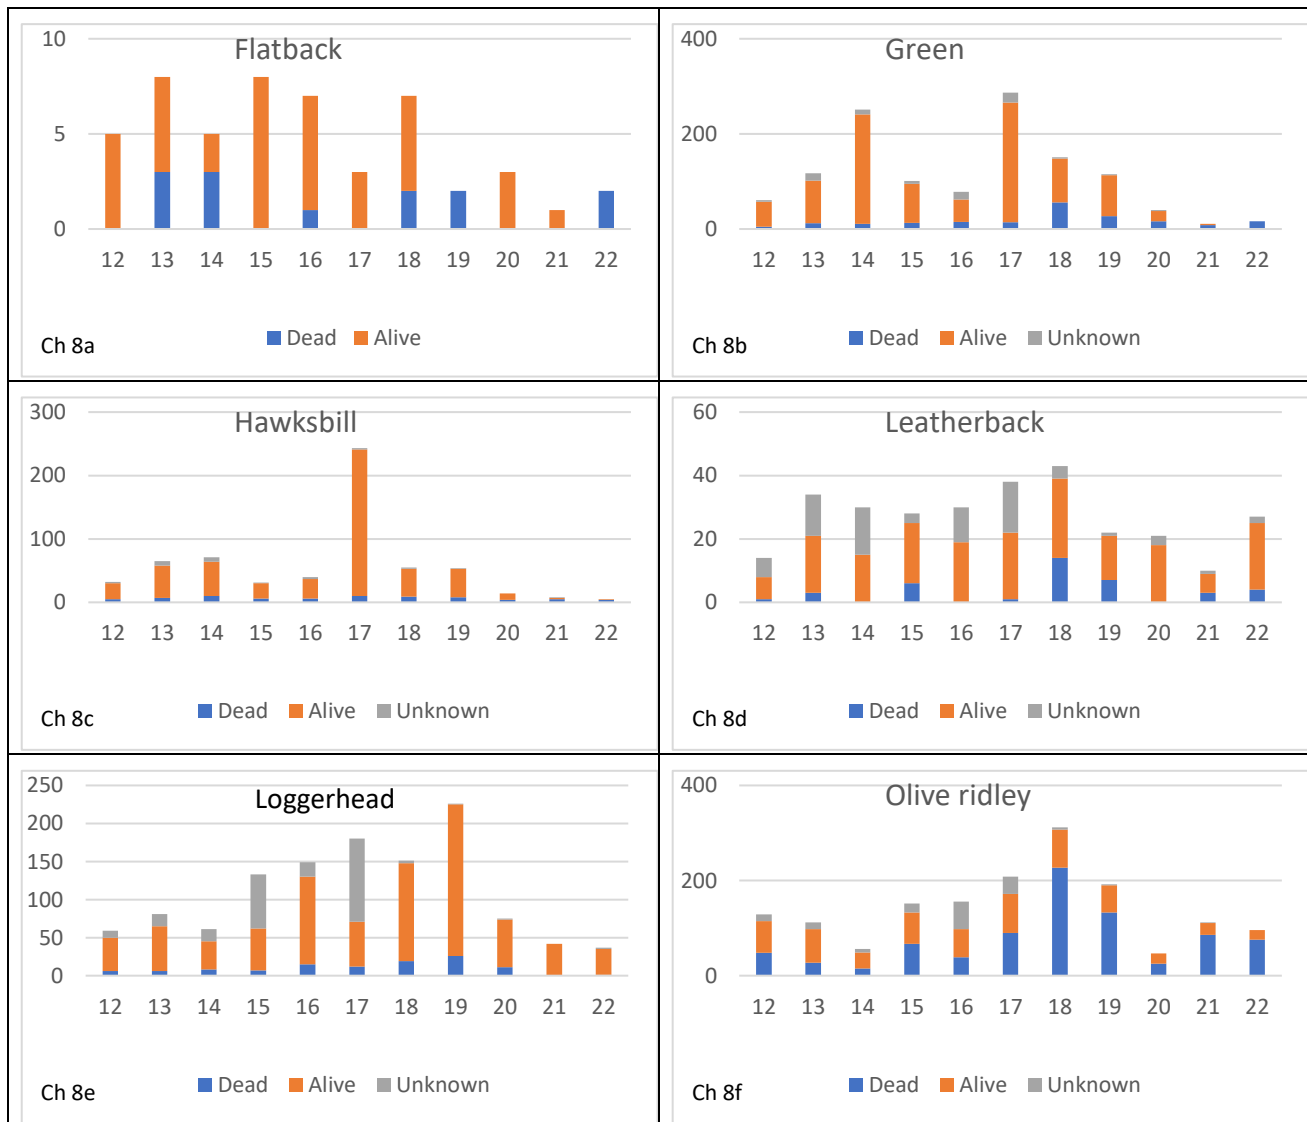 Flatback
10
5
0
12 13 14 15 16 17 18 19 20 21 22
Dead Alive
Ch 8a
Green
400
200
0
12 13 14 15 16 17 18 19 20 21 22
Dead Alive Unknown
Ch 8b
Hawksbill
300
200
100
0
12 13 14 15 16 17 18 19 20 21 22
Dead Alive Unknown
Ch 8c
Leatherback
60
40
20
0
12 13 14 15 16 17 18 19 20 21 22
Dead Alive Unknown
Ch 8d
Loggerhead
250
200
150
100
50
0
12 13 14 15 16 17 18 19 20 21 22
Dead Alive Unknown
Ch 8e
Olive ridley
400
200
0
12 13 14 15 16 17 18 19 20 21 22
Dead Alive Unknown
Ch 8f